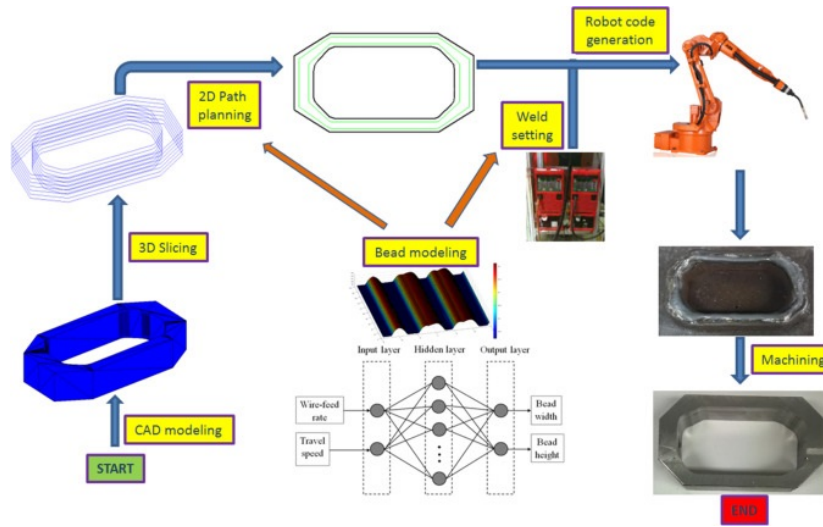 Robot code
generation
2D Path
planning
Weld
setting
3D Slicing
Bead modeling
Input layer
Hidden layer
Output layer
Wire-feed
rate
Bead
width
Travel
speed
Bead
height
Machining
CAD modeling
START
END